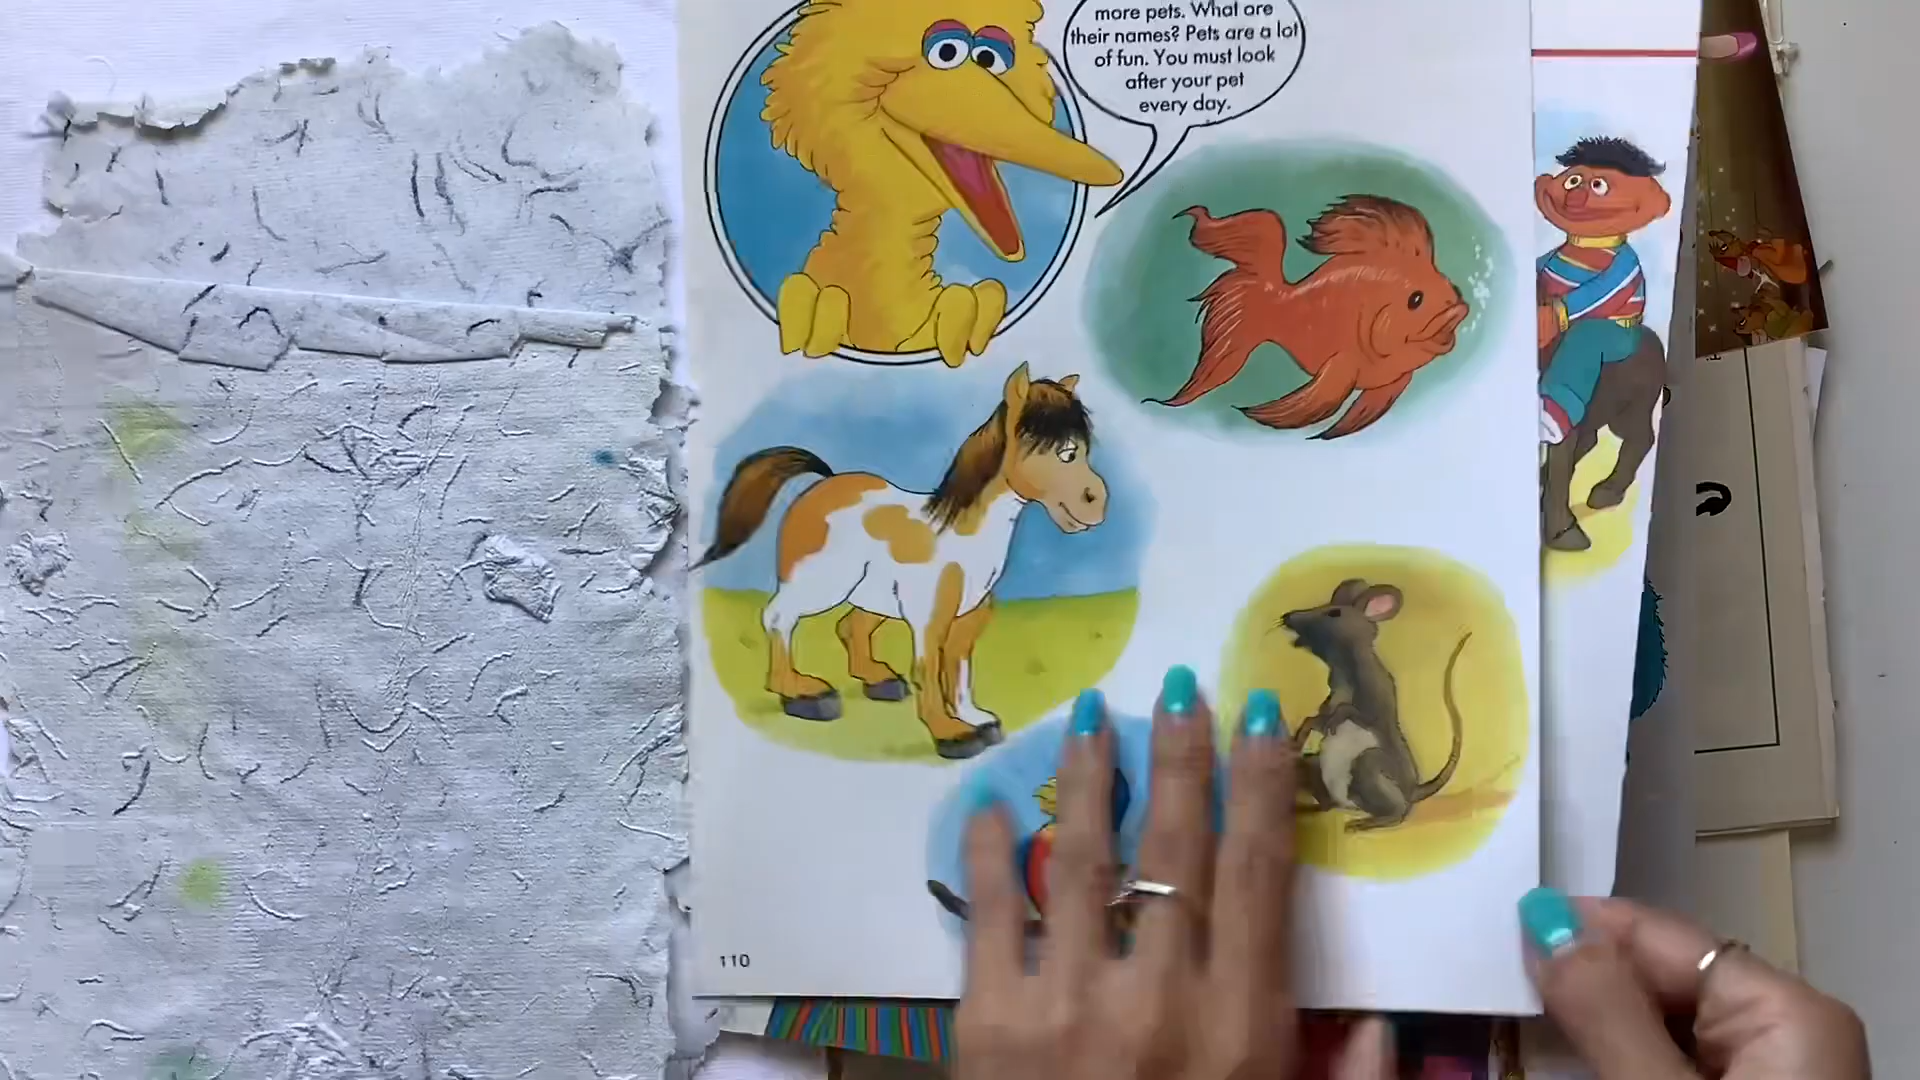 more pets. What are
their names? Pets are a lot
of fun. You must look
after your pet
every day.
110